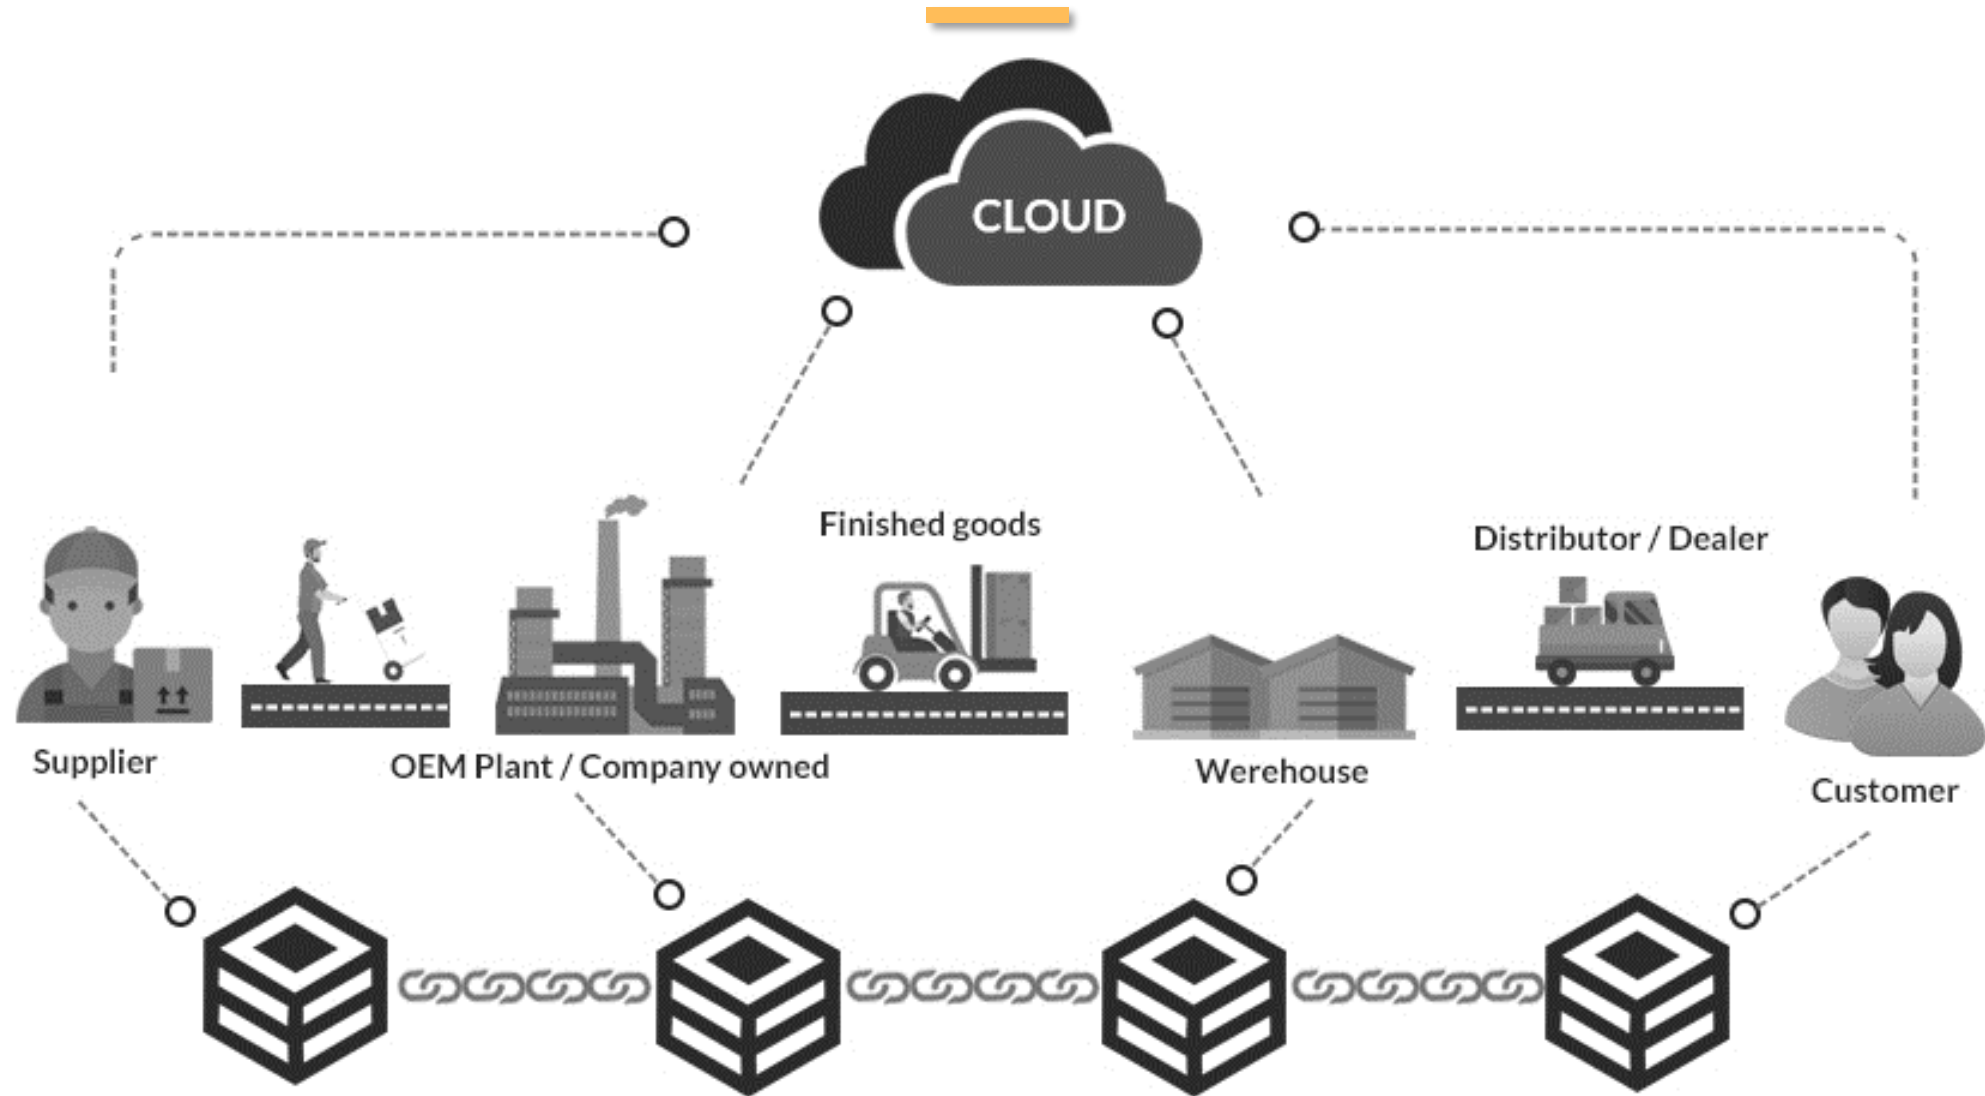 CLOUD
Finished goods
Distributor / Dealer
Supplier
OEM Plant / Company owned
Werehouse
Customer